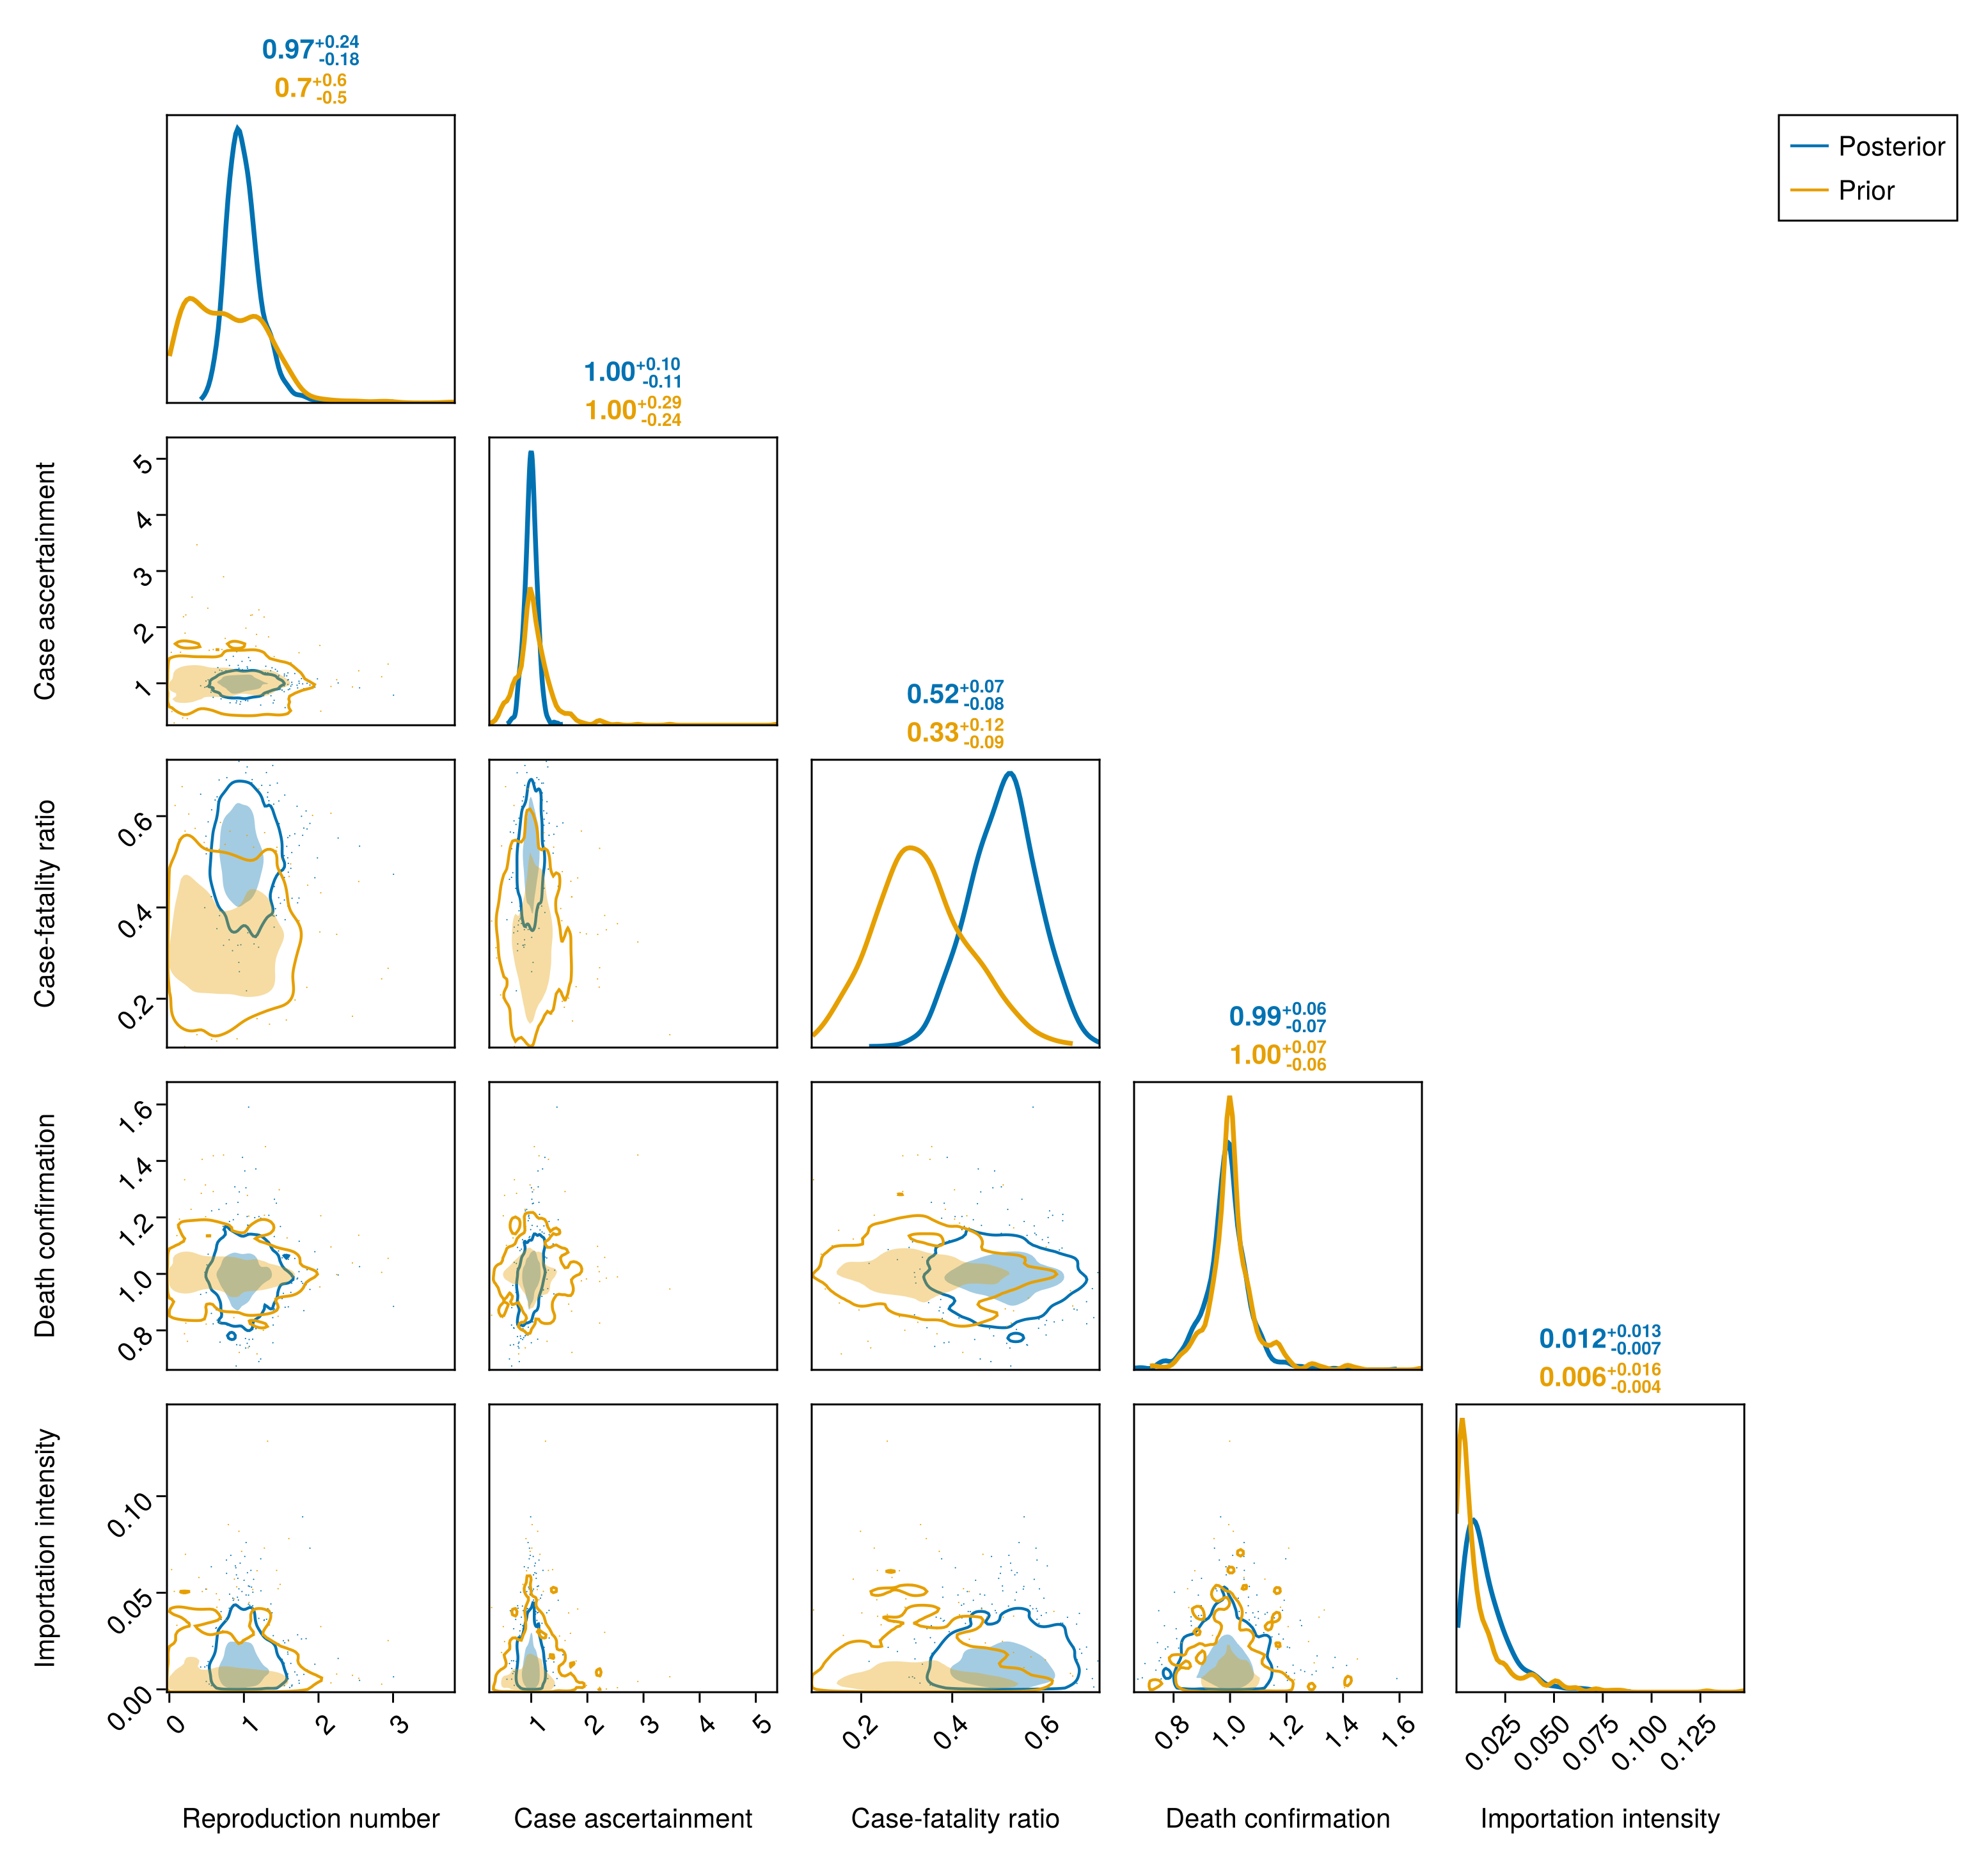 0.97+0.24-0.18
0.7+0.6-0.5
Posterior
Prior
1.00+0.10-0.11
1.00+0.29-0.24
Case ascertainment
5
4
3
2
1
0.52+0.07-0.08
0.33+0.12-0.09
Case-fatality ratio
0.6
0.4
0.2
0.99+0.06-0.07
1.00+0.07-0.06
Death confirmation
1.6
1.4
1.2
1.0
0.8
0.012+0.013-0.007
0.006+0.016-0.004
Importation intensity
0.10
0.05
0.00
0 1 2 3
1 2 3 4 5
0.2 0.4 0.6
0.8 1.0 1.2 1.4 1.6
0.025 0.050 0.075 0.100 0.125
Reproduction number
Case ascertainment
Case-fatality ratio
Death confirmation
Importation intensity